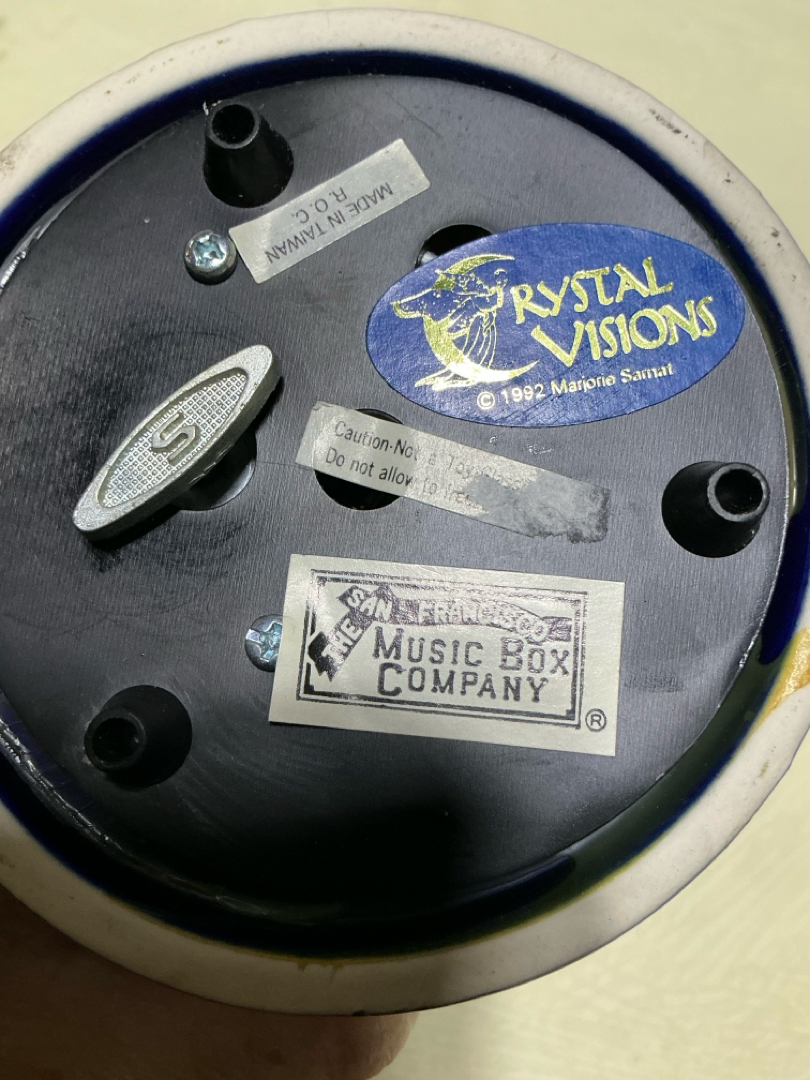 MADE IN TAIWAN
R.O.C.
CRYSTAL
VISIONS
© 1992 Marjorie Sarnat
S
Caution-Not a Toy
Do not allow to
THE SAN FRANCISCO
MUSIC BOX
COMPANY
®